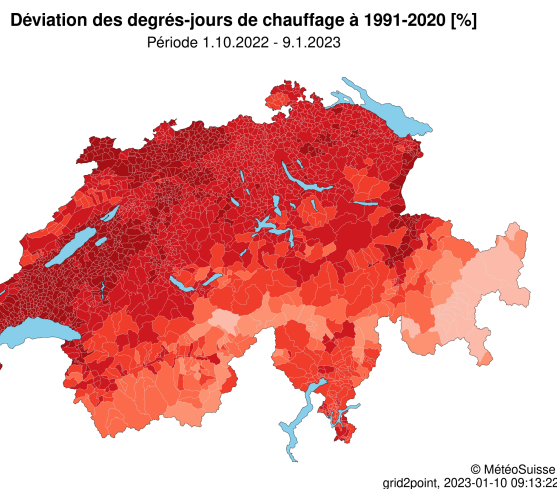 Déviation des degrés-jours de chauffage à 1991-2020 [%]
Période 1.10.2022 - 9.1.2023
© MétéoSuisse
grid2point, 2023-01-10 09:13:22